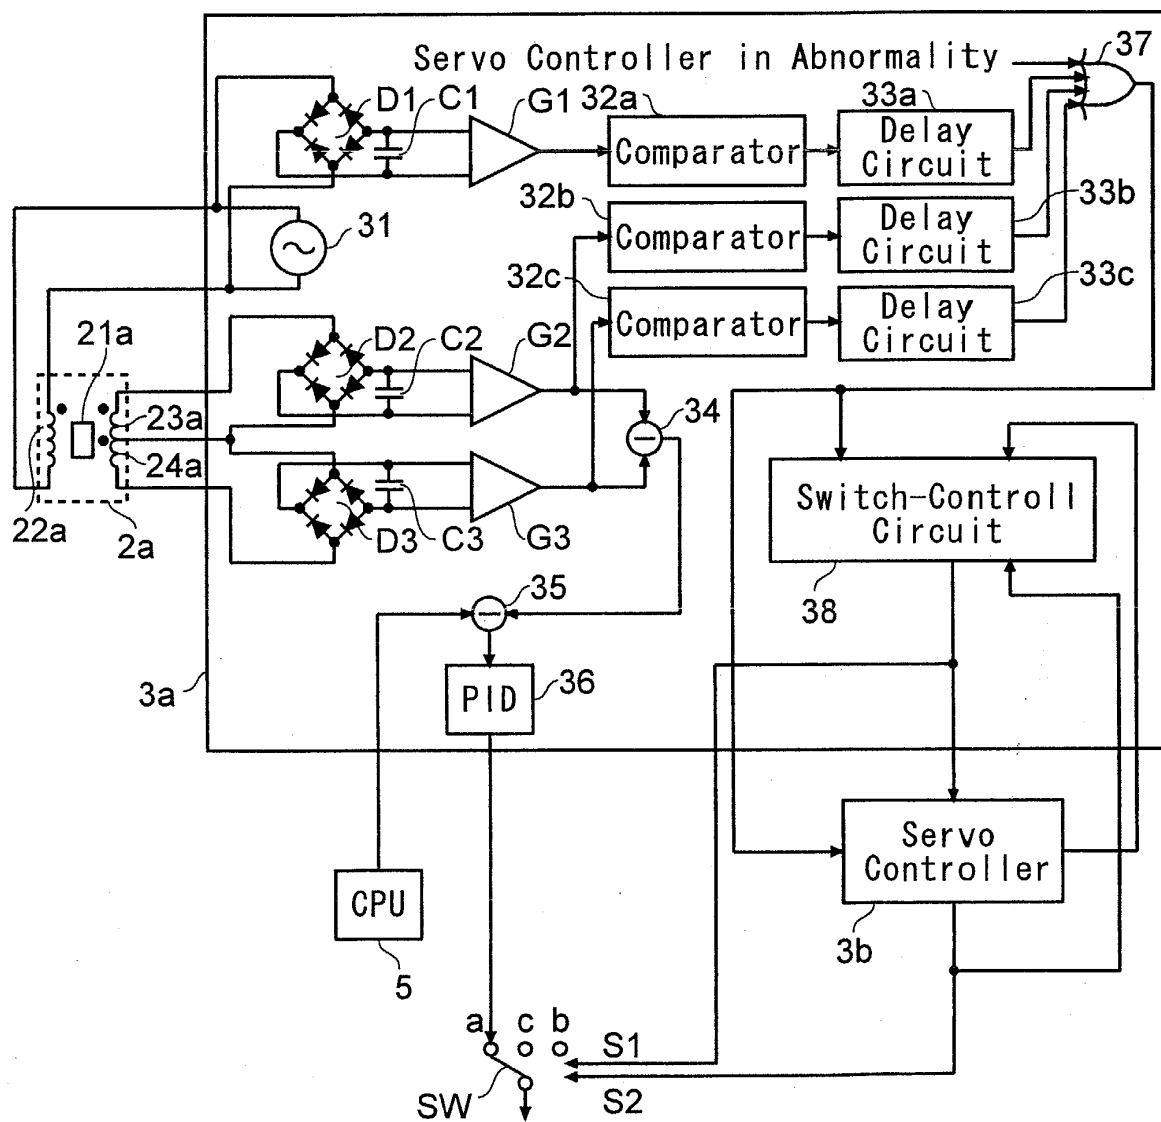 Servo Controller in Abnormality
37
D1
C1
G1
32a
Comparator
33a
Delay
Circuit
31
32b
Comparator
33b
Delay
Circuit
32c
Comparator
33c
Delay
Circuit
21a
D2
C2
G2
34
23a
24a
22a
2a
D3
C3
G3
Switch-Controll
Circuit
38
35
3a
PID
36
Servo
Controller
3b
CPU
5
a
c
b
S1
SW
S2